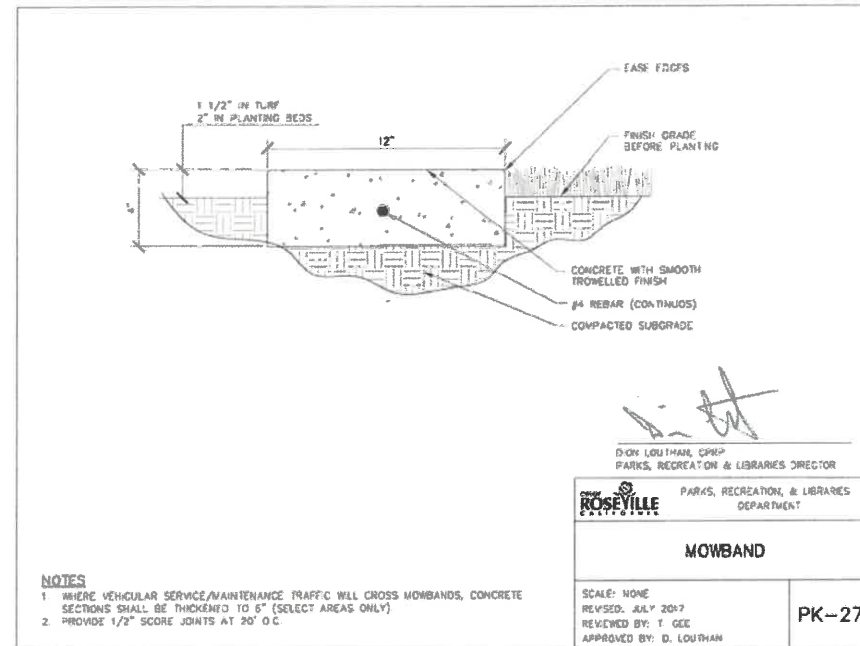 EASE EDGES
1 1/2" IN TURF
2" IN PLANTING BEDS
12"
FINISH GRADE
BEFORE PLANTING
4"
CONCRETE WITH SMOOTH
TROWELLED FINISH
#4 REBAR (CONTINUOS)
COMPACTED SUBGRADE
DION LOUTHAN, CPRP
PARKS, RECREATION & LIBRARIES DIRECTOR
CITY OF
ROSEVILLE
CALIFORNIA
PARKS, RECREATION, & LIBRARIES
DEPARTMENT
MOWBAND
NOTES
1 WHERE VEHICULAR SERVICE/MAINTENANCE TRAFFIC WILL CROSS MOWBANDS, CONCRETE
SECTIONS SHALL BE THICKENED TO 6" (SELECT AREAS ONLY)
2. PROVIDE 1/2" SCORE JOINTS AT 20' O.C.
SCALE: NONE
REVISED: JULY 2017
REVIEWED BY: T. GEE
APPROVED BY: D. LOUTHAN
PK-27